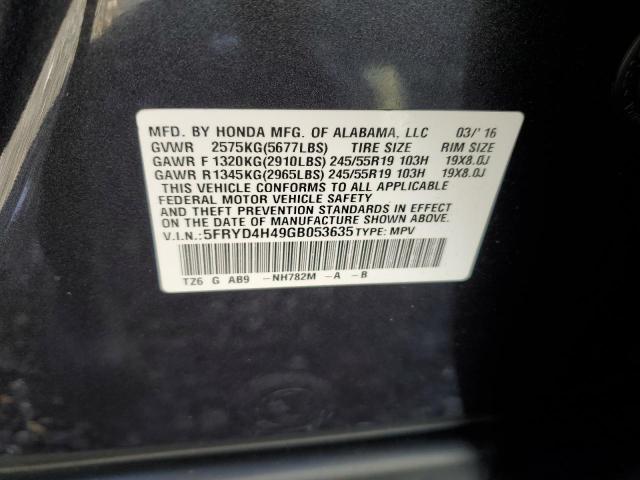 MFD. BY HONDA MFG. OF ALABAMA, LLC 03/'16
GVWR 2575KG(5677LBS) TIRE SIZE RIM SIZE
GAWR F 1320KG(2910LBS) 245/55R19 103H 19X8.0J
GAWR R1345KG(2965LBS) 245/55R19 103H 19X8.0J
THIS VEHICLE CONFORMS TO ALL APPLICABLE
FEDERAL MOTOR VEHICLE SAFETY
AND THEFT PREVENTION STANDARDS IN EFFECT
ON THE DATE OF MANUFACTURE SHOWN ABOVE.
V.I.N.:5FRYD4H49GB053635 TYPE: MPV
TZ6 G AB9 -NH782M -A -B